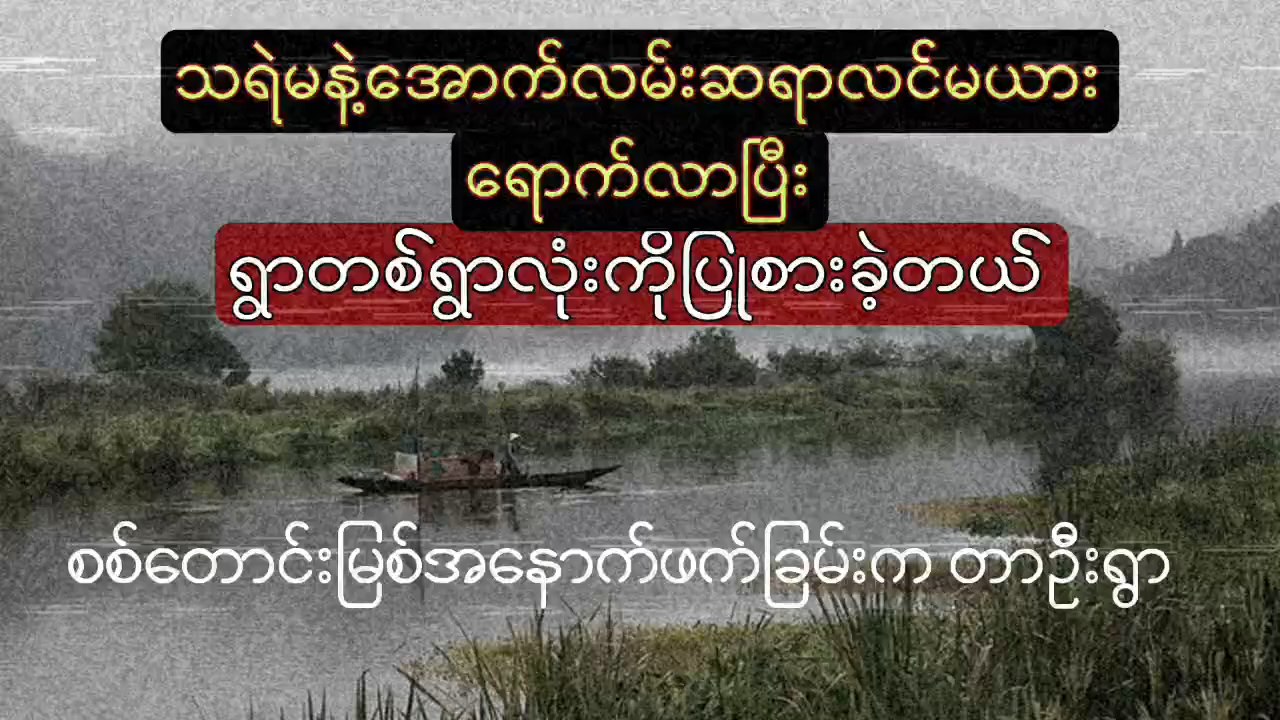 သရဲမနဲ့အောက်လမ်းဆရာလင်မယား
ရောက်လာပြီး
ရွာတစ်ရွာလုံးကိုပြုစားခဲ့တယ်
စစ်တောင်းမြစ်အနောက်ဖက်ခြမ်းက တာဦးရွာ